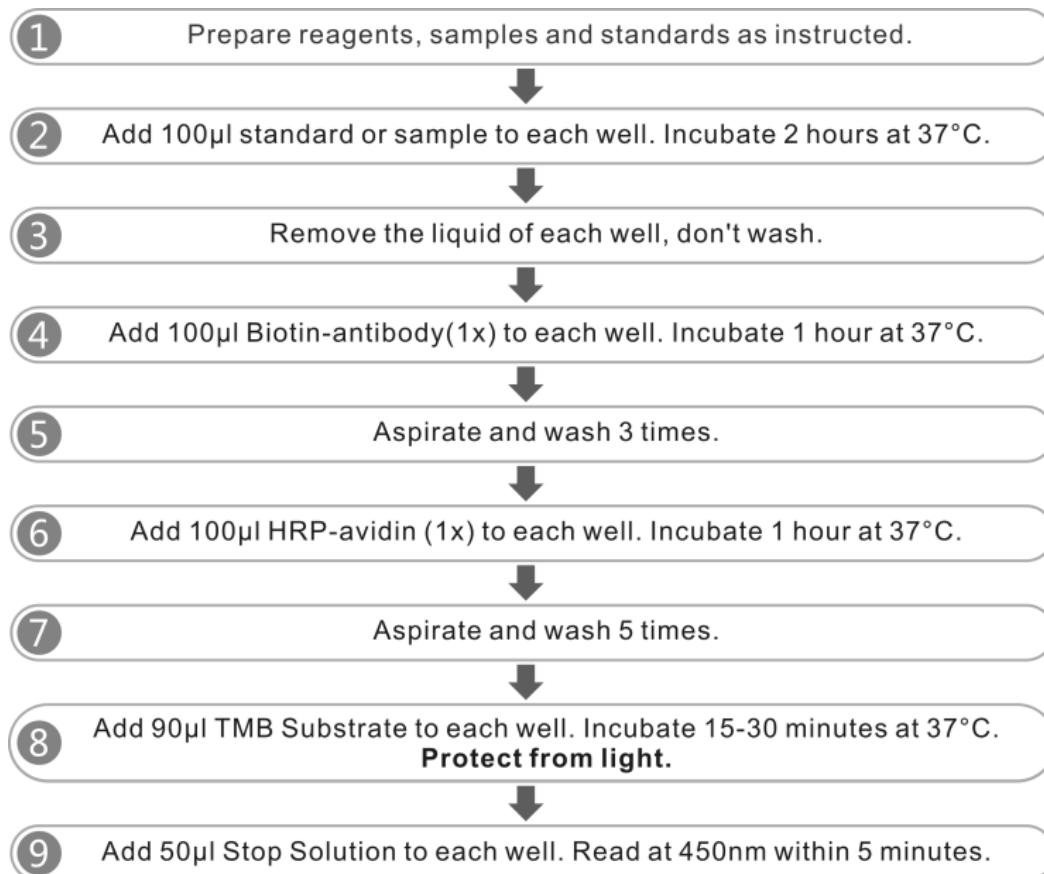 1 Prepare reagents, samples and standards as instructed.
2 Add 100μl standard or sample to each well. Incubate 2 hours at 37°C.
3 Remove the liquid of each well, don't wash.
4 Add 100μl Biotin-antibody(1x) to each well. Incubate 1 hour at 37°C.
5 Aspirate and wash 3 times.
6 Add 100μl HRP-avidin (1x) to each well. Incubate 1 hour at 37°C.
7 Aspirate and wash 5 times.
8 Add 90μl TMB Substrate to each well. Incubate 15-30 minutes at 37°C.
Protect from light.
9 Add 50μl Stop Solution to each well. Read at 450nm within 5 minutes.